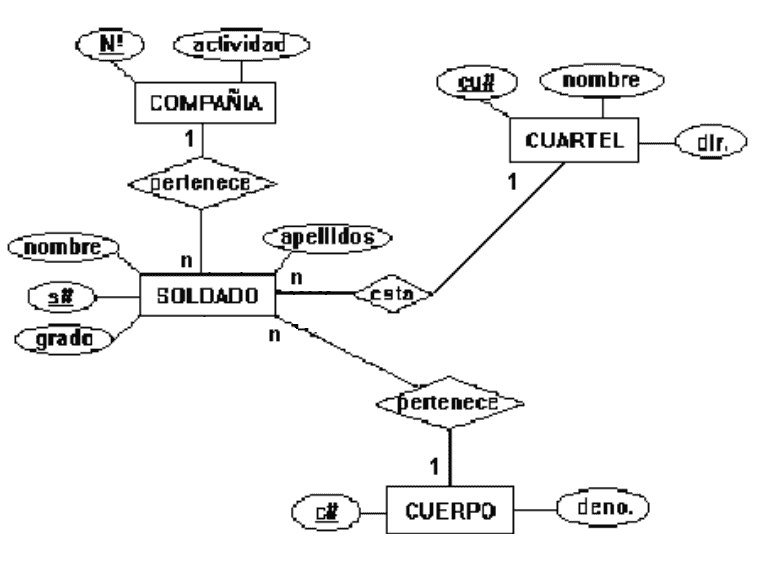 Nº
actividad
COMPAÑIA
1
pertenece
n
cu#
nombre
CUARTEL
dir.
1
nombre
apellidos
s#
SOLDADO
n
esta
grado
n
pertenece
1
c#
CUERPO
deno.